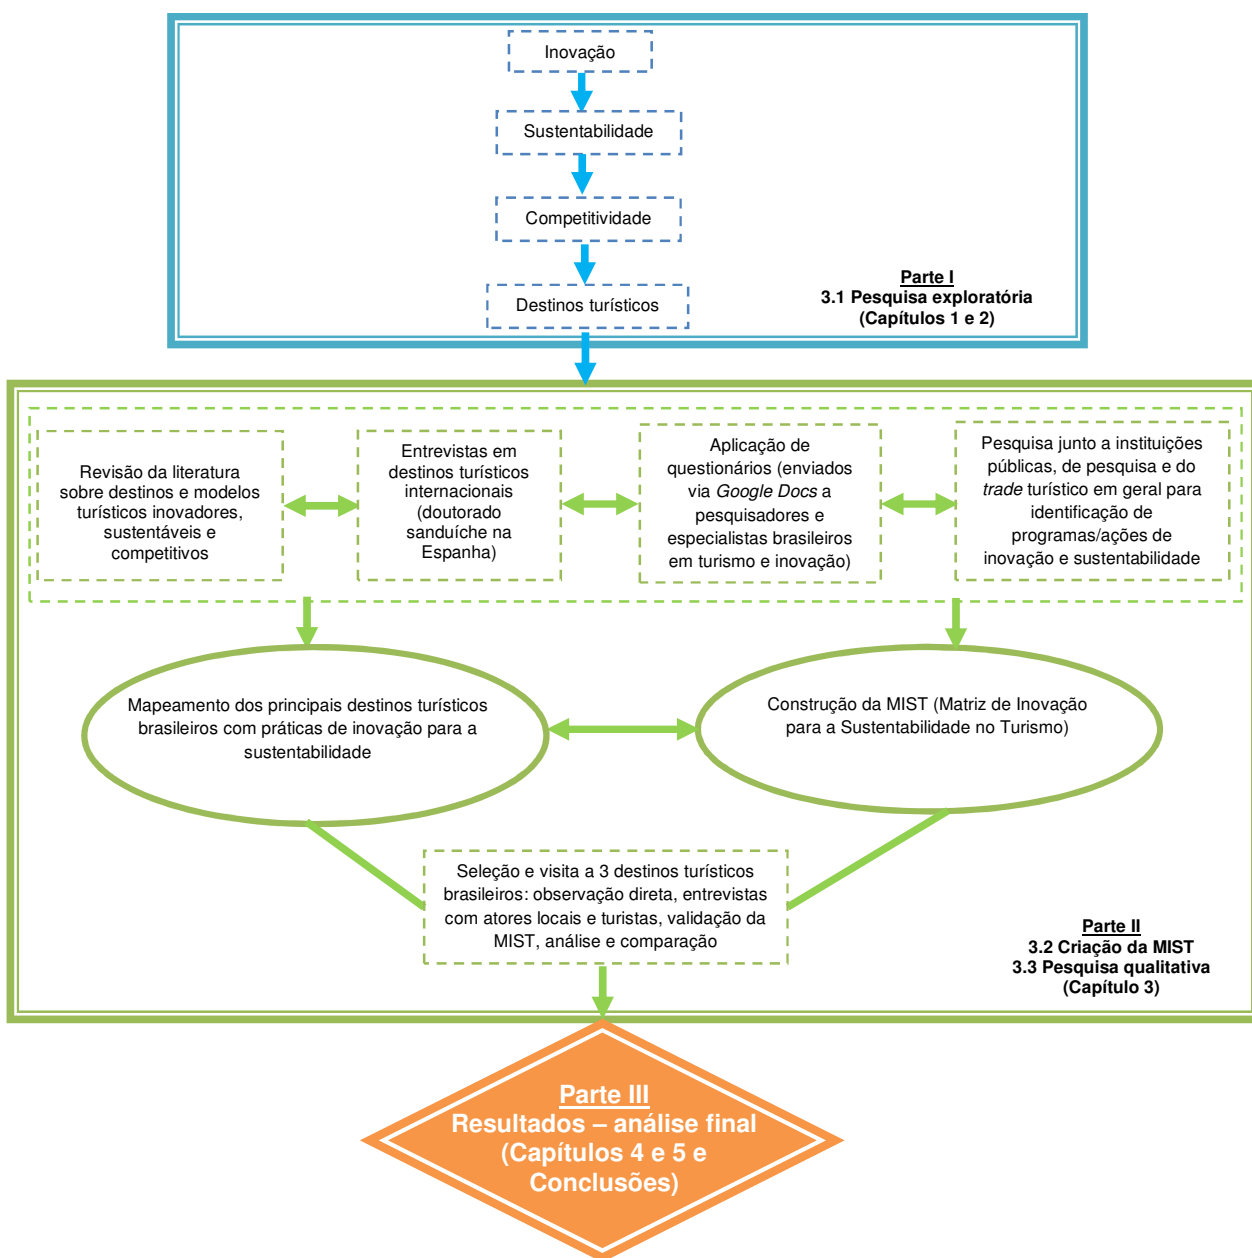 Inovação
Sustentabilidade
Competitividade
Destinos turísticos
Parte I
3.1 Pesquisa exploratória
(Capítulos 1 e 2)
Revisão da literatura
sobre destinos e modelos
turísticos inovadores,
sustentáveis e
competitivos
Entrevistas em
destinos turísticos
internacionais
(doutorado
sanduíche na
Espanha)
Aplicação de
questionários (enviados
via Google Docs a
pesquisadores e
especialistas brasileiros
em turismo e inovação)
Pesquisa junto a instituições
públicas, de pesquisa e do
trade turístico em geral para
identificação de
programas/ações de
inovação e sustentabilidade
Mapeamento dos principais destinos turísticos
brasileiros com práticas de inovação para a
sustentabilidade
Construção da MIST (Matriz de Inovação
para a Sustentabilidade no Turismo)
Seleção e visita a 3 destinos turísticos
brasileiros: observação direta, entrevistas
com atores locais e turistas, validação da
MIST, análise e comparação
Parte II
3.2 Criação da MIST
3.3 Pesquisa qualitativa
(Capítulo 3)
Parte III
Resultados – análise final
(Capítulos 4 e 5 e
Conclusões)